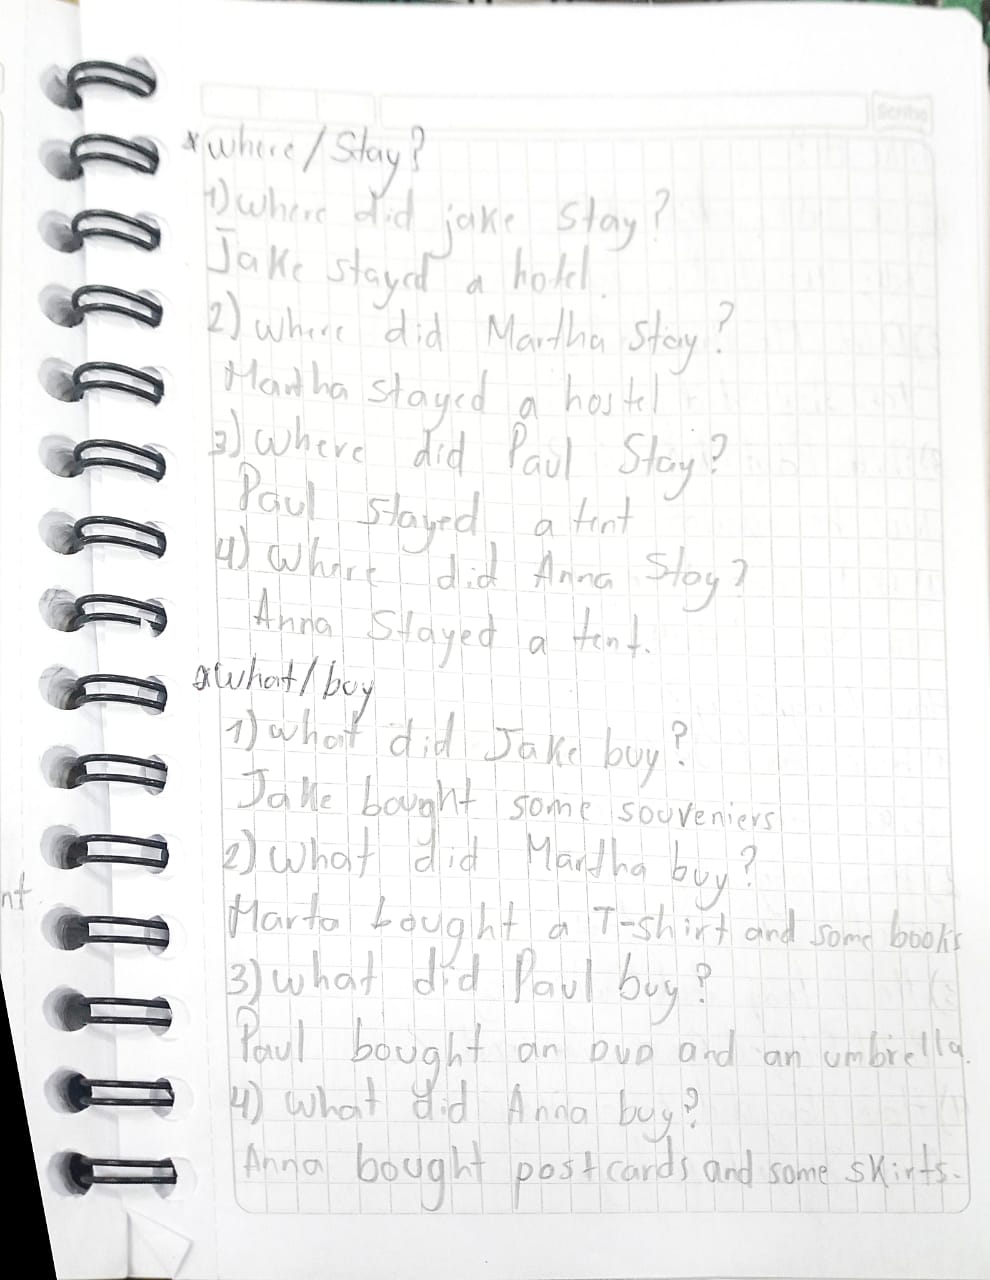 Scribe
*where/Stay?
1) where did jake stay?
Jake stayed a hotel.
2) where did Martha stay?
Martha stayed a hostel
3) where did Paul Stay?
Paul stayed a tent
4) Where did Anna Stay?
Anna Stayed a tent.
*What/buy
1) what did Jake buy?
Jake bought some souveniers
2) What did Martha buy?
nt
Marta bought a T-shirt and some books
3) what did Paul buy?
Paul bought an DVD and an umbrella.
4) What did Anna buy?
Anna bought postcards and some skirts.